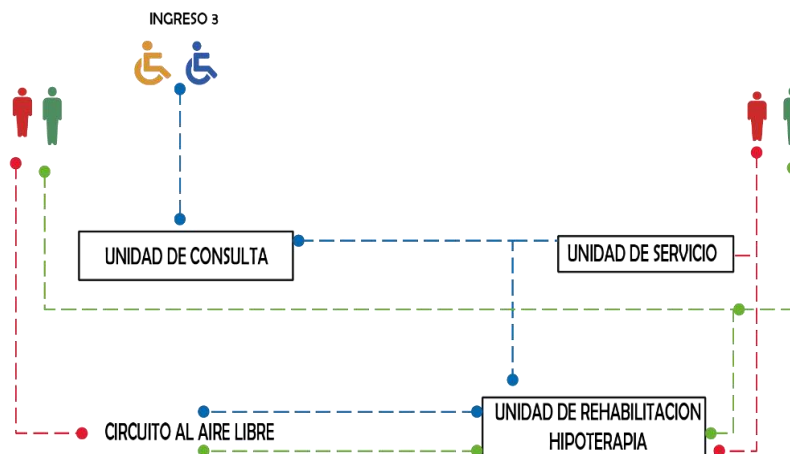 INGRESO 3
UNIDAD DE CONSULTA
UNIDAD DE SERVICIO
UNIDAD DE REHABILITACION
HIPOTERAPIA
CIRCUITO AL AIRE LIBRE